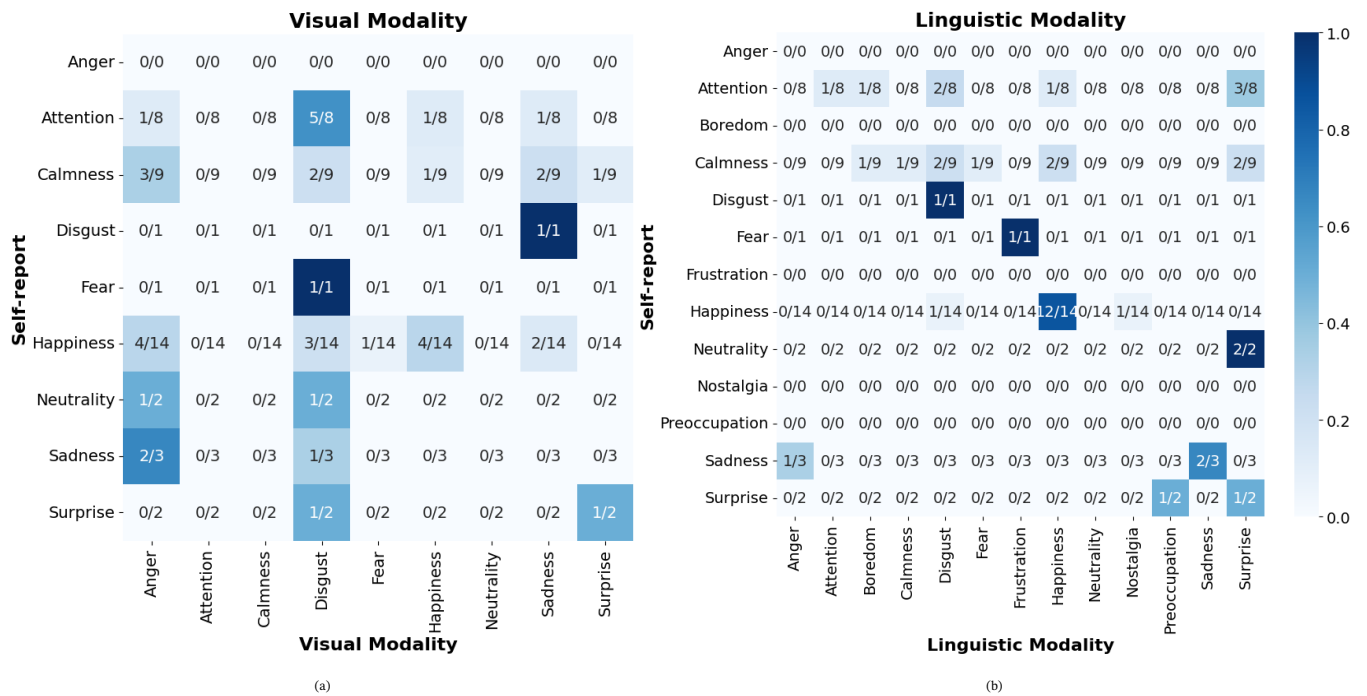 Visual Modality
Anger 0/0 0/0 0/0 0/0 0/0 0/0 0/0 0/0 0/0
Attention 1/8 0/8 0/8 5/8 0/8 1/8 0/8 1/8 0/8
Calmness 3/9 0/9 0/9 2/9 0/9 1/9 0/9 2/9 1/9
Disgust 0/1 0/1 0/1 0/1 0/1 0/1 0/1 1/1 0/1
Fear 0/1 0/1 0/1 1/1 0/1 0/1 0/1 0/1 0/1
Happiness 4/14 0/14 0/14 3/14 1/14 4/14 0/14 2/14 0/14
Neutrality 1/2 0/2 0/2 1/2 0/2 0/2 0/2 0/2 0/2
Sadness 2/3 0/3 0/3 1/3 0/3 0/3 0/3 0/3 0/3
Surprise 0/2 0/2 0/2 1/2 0/2 0/2 0/2 0/2 1/2
Self-report
Anger Attention Calmness Disgust Fear Happiness Neutrality Sadness Surprise
Visual Modality
(a)
Linguistic Modality
Anger 0/0 0/0 0/0 0/0 0/0 0/0 0/0 0/0 0/0 0/0 0/0 0/0 0/0
Attention 0/8 1/8 1/8 0/8 2/8 0/8 0/8 1/8 0/8 0/8 0/8 0/8 3/8
Boredom 0/0 0/0 0/0 0/0 0/0 0/0 0/0 0/0 0/0 0/0 0/0 0/0 0/0
Calmness 0/9 0/9 1/9 1/9 2/9 1/9 0/9 2/9 0/9 0/9 0/9 0/9 2/9
Disgust 0/1 0/1 0/1 0/1 1/1 0/1 0/1 0/1 0/1 0/1 0/1 0/1 0/1
Fear 0/1 0/1 0/1 0/1 0/1 0/1 1/1 0/1 0/1 0/1 0/1 0/1 0/1
Frustration 0/0 0/0 0/0 0/0 0/0 0/0 0/0 0/0 0/0 0/0 0/0 0/0 0/0
Happiness 0/14 0/14 0/14 0/14 1/14 0/14 0/14 12/14 0/14 1/14 0/14 0/14 0/14
Neutrality 0/2 0/2 0/2 0/2 0/2 0/2 0/2 0/2 0/2 0/2 0/2 0/2 2/2
Nostalgia 0/0 0/0 0/0 0/0 0/0 0/0 0/0 0/0 0/0 0/0 0/0 0/0 0/0
Preoccupation 0/0 0/0 0/0 0/0 0/0 0/0 0/0 0/0 0/0 0/0 0/0 0/0 0/0
Sadness 1/3 0/3 0/3 0/3 0/3 0/3 0/3 0/3 0/3 0/3 0/3 2/3 0/3
Surprise 0/2 0/2 0/2 0/2 0/2 0/2 0/2 0/2 0/2 0/2 1/2 0/2 1/2
Self-report
Anger Attention Boredom Calmness Disgust Fear Frustration Happiness Neutrality Nostalgia Preoccupation Sadness Surprise
Linguistic Modality
(b)
1.0
0.8
0.6
0.4
0.2
0.0